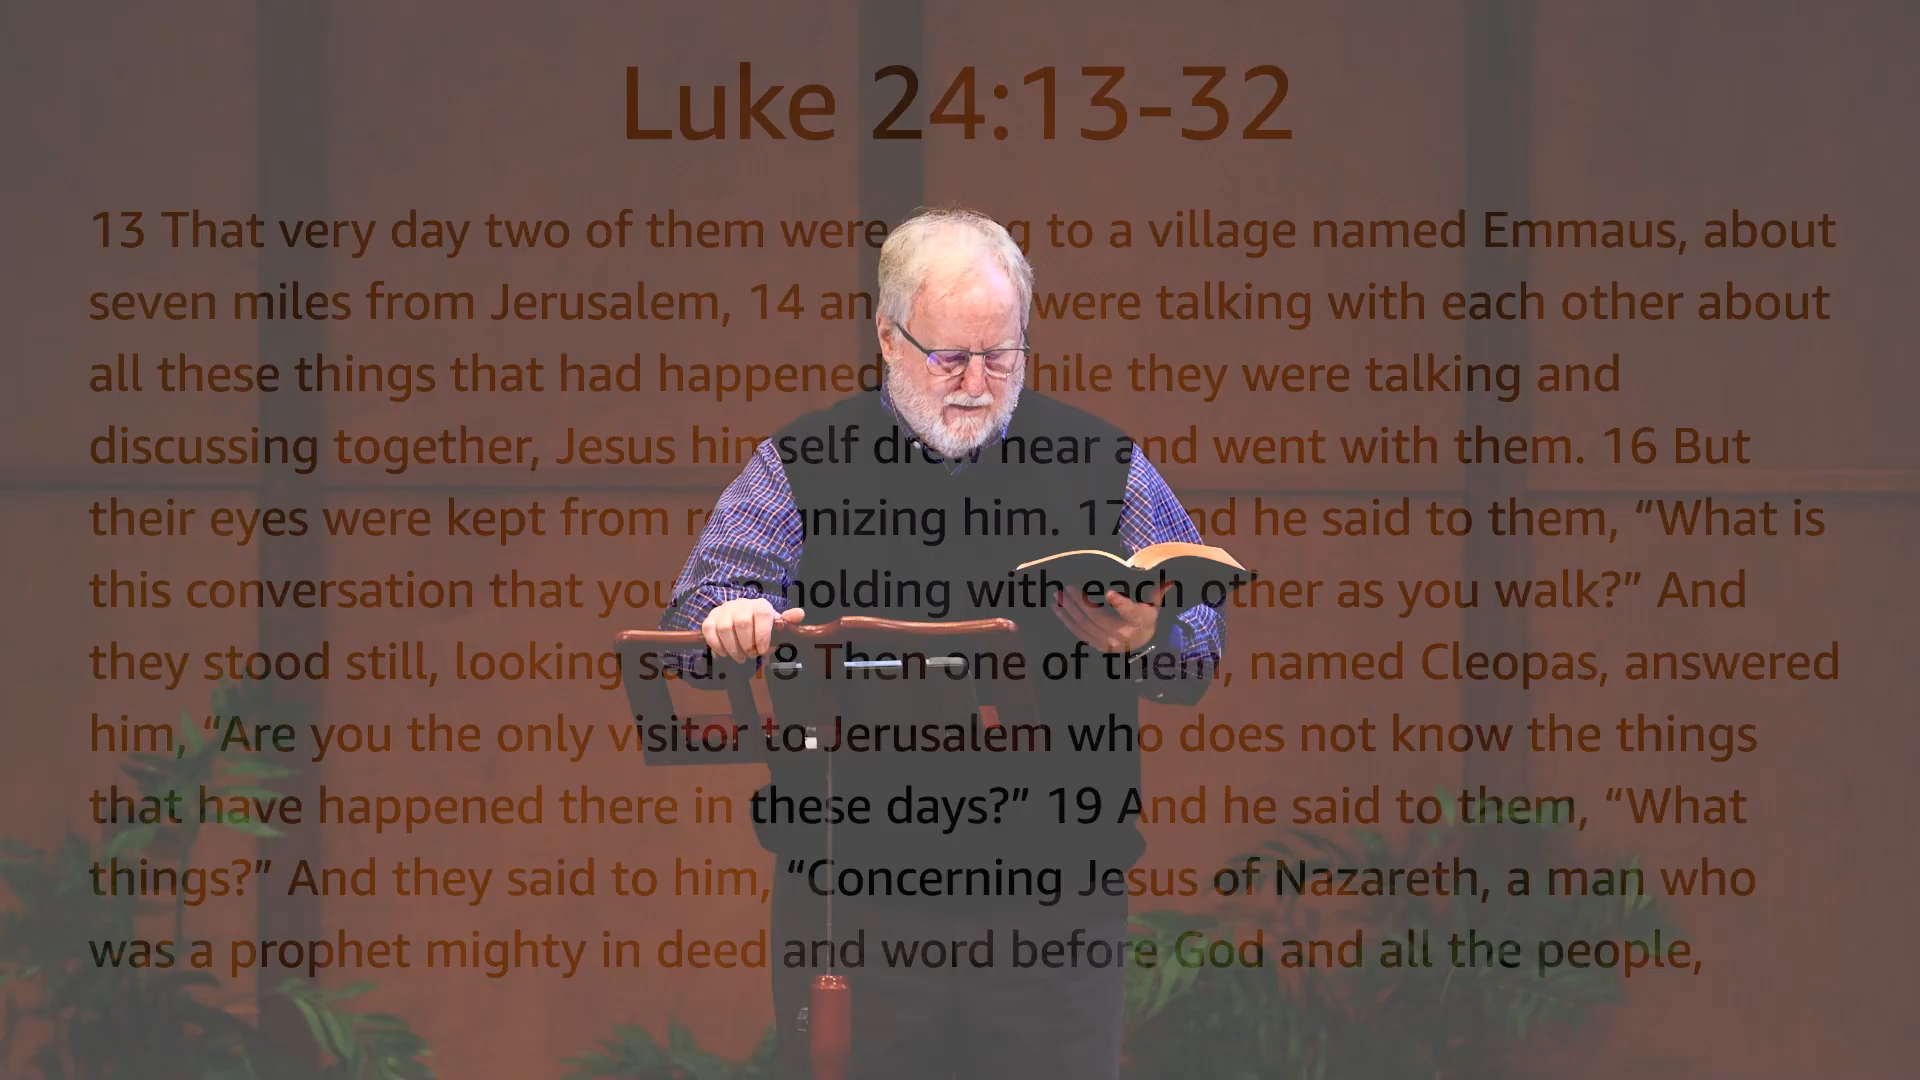 Luke 24:13-32
13 That very day two of them were to a village named Emmaus, about
seven miles from Jerusalem, 14 an were talking with each other about
all these things that had happened hile they were talking and
discussing together, Jesus himself drew near and went with them. 16 But
their eyes were kept from recognizing him. 17 And he said to them, “What is
this conversation that you holding with each other as you walk?” And
they stood still, looking sad. 18 Then one of them, named Cleopas, answered
him, “Are you the only visitor to Jerusalem who does not know the things
that have happened there in these days?” 19 And he said to them, “What
things?” And they said to him, “Concerning Jesus of Nazareth, a man who
was a prophet mighty in deed and word before God and all the people,